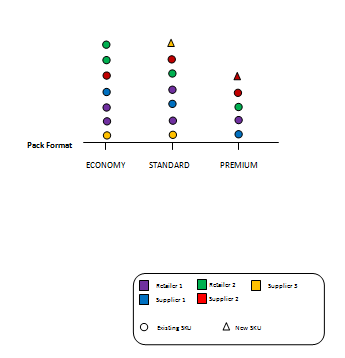 Pack Format
ECONOMY STANDARD PREMIUM
Retailer 1 Retailer 2 Supplier 3
Supplier 1 Supplier 2
Existing SKU New SKU